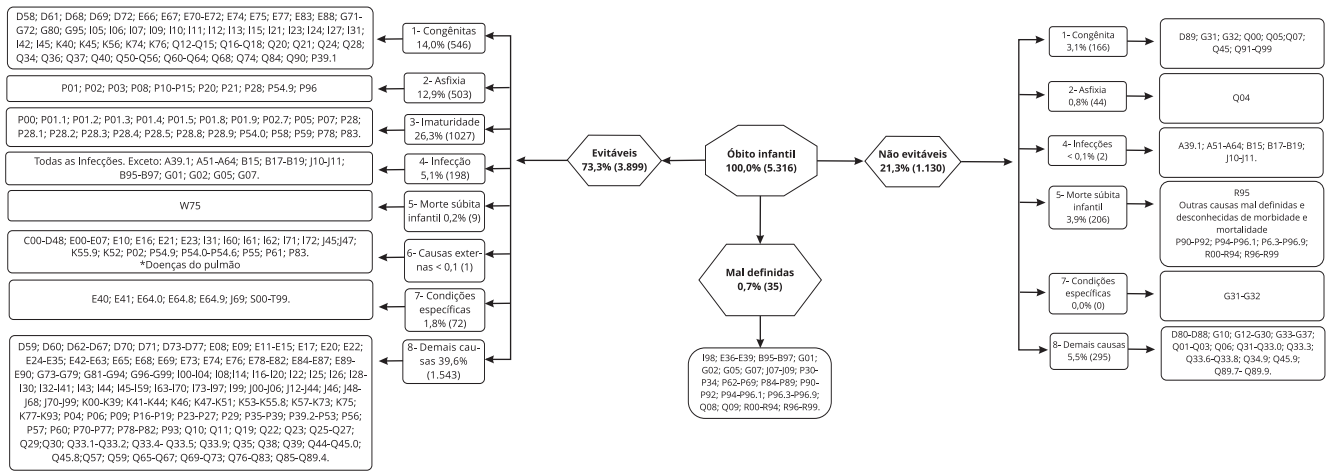 D58; D61; D68; D69; D72; E66; E67; E70-E72; E74; E75; E77; E83; E88; G71-
G72; G80; G95; I05; I06; I07; I09; I10; I11; I12; I13; I15; I21; I23; I24; I27; I31;
I42; I45; K40; K45; K56; K74; K76; Q12-Q15; Q16-Q18; Q20; Q21; Q24; Q28;
Q34; Q36; Q37; Q40; Q50-Q56; Q60-Q64; Q68; Q74; Q84; Q90; P39.1
1- Congênitas
14,0% (546)
P01; P02; P03; P08; P10-P15; P20; P21; P28; P54.9; P96
2- Asfixia
12,9% (503)
P00; P01.1; P01.2; P01.3; P01.4; P01.5; P01.8; P01.9; P02.7; P05; P07; P28;
P28.1; P28.2; P28.3; P28.4; P28.5; P28.8; P28.9; P54.0; P58; P59; P78; P83.
3- Imaturidade
26,3% (1027)
Todas as Infecções. Exceto: A39.1; A51-A64; B15; B17-B19; J10-J11;
B95-B97; G01; G02; G05; G07.
4- Infecção
5,1% (198)
W75
5- Morte súbita
infantil 0,2% (9)
C00-D48; E00-E07; E10; E16; E21; E23; I31; I60; I61; I62; I71; I72; J45;J47;
K55.9; K52; P02; P54.9; P54.0-P54.6; P55; P61; P83.
*Doenças do pulmão
6- Causas exter-
nas < 0,1 (1)
E40; E41; E64.0; E64.8; E64.9; J69; S00-T99.
7- Condições
específicas
1,8% (72)
D59; D60; D62-D67; D70; D71; D73-D77; E08; E09; E11-E15; E17; E20; E22;
E24-E35; E42-E63; E65; E68; E69; E73; E74; E76; E78-E82; E84-E87; E89-
E90; G73-G79; G81-G94; G96-G99; I00-I04; I08;I14; I16-I20; I22; I25; I26; I28-
I30; I32-I41; I43; I44; I45-I59; I63-I70; I73-I97; I99; J00-J06; J12-J44; J46; J48-
J68; J70-J99; K00-K39; K41-K44; K46; K47-K51; K53-K55.8; K57-K73; K75;
K77-K93; P04; P06; P09; P16-P19; P23-P27; P29; P35-P39; P39.2-P53; P56;
P57; P60; P70-P77; P78-P82; P93; Q10; Q11; Q19; Q22; Q23; Q25-Q27;
Q29;Q30; Q33.1-Q33.2; Q33.4- Q33.5; Q33.9; Q35; Q38; Q39; Q44-Q45.0;
Q45.8;Q57; Q59; Q65-Q67; Q69-Q73; Q76-Q83; Q85-Q89.4.
8- Demais cau-
sas 39,6%
(1.543)
Evitáveis
73,3% (3.899)
Óbito infantil
100,0% (5.316)
Não evitáveis
21,3% (1.130)
Mal definidas
0,7% (35)
I98; E36-E39; B95-B97; G01;
G02; G05; G07; J07-J09; P30-
P34; P62-P69; P84-P89; P90-
P92; P94-P96.1; P96.3-P96.9;
Q08; Q09; R00-R94; R96-R99.
1- Congênita
3,1% (166)
D89; G31; G32; Q00; Q05;Q07;
Q45; Q91-Q99
2- Asfixia
0,8% (44)
Q04
4- Infecções
< 0,1% (2)
A39.1; A51-A64; B15; B17-B19;
J10-J11.
5- Morte súbita
infantil
3,9% (206)
R95
Outras causas mal definidas e
desconhecidas de morbidade e
mortalidade
P90-P92; P94-P96.1; P6.3-P96.9;
R00-R94; R96-R99
7- Condições
específicas
0,0% (0)
G31-G32
8- Demais causas
5,5% (295)
D80-D88; G10; G12-G30; G33-G37;
Q01-Q03; Q06; Q31-Q33.0; Q33.3;
Q33.6-Q33.8; Q34.9; Q45.9;
Q89.7- Q89.9.